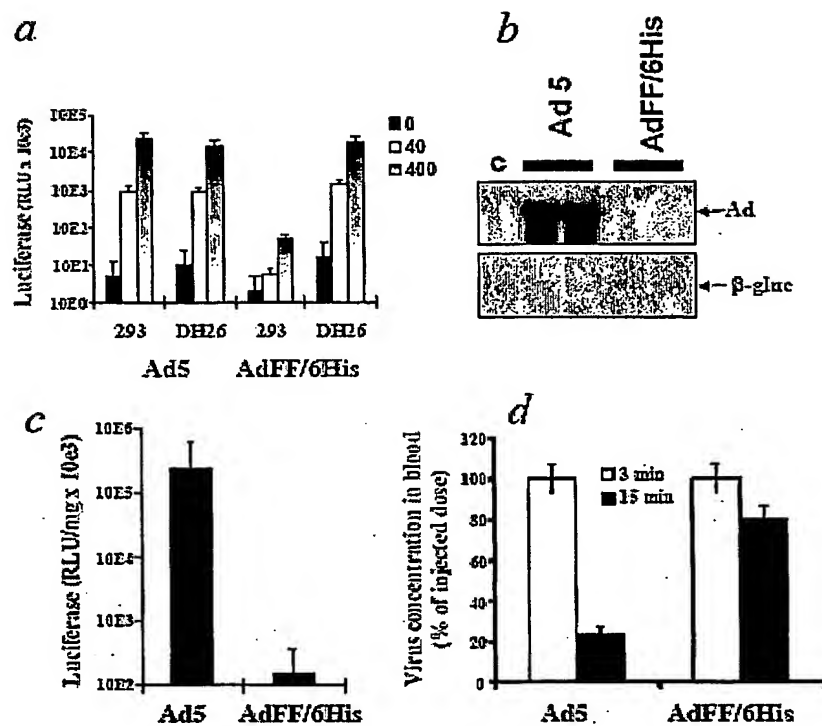 a
Luciferase (RLU x 10e3)
10E5
10E4
10E3
10E2
10E1
10E0
0
40
400
293 DH26 293 DH26
Ad5 AdFF/6His
b
c Ad 5 AdFF/6His
Ad
β-gluc
c
Luciferase (RLU/mg x 10e3)
10E6
10E5
10E4
10E3
10E2
Ad5 AdFF/6His
d
Virus concentration in blood
(% of injected dose)
120
100
80
60
40
20
0
3 min
15 min
Ad5 AdFF/6His